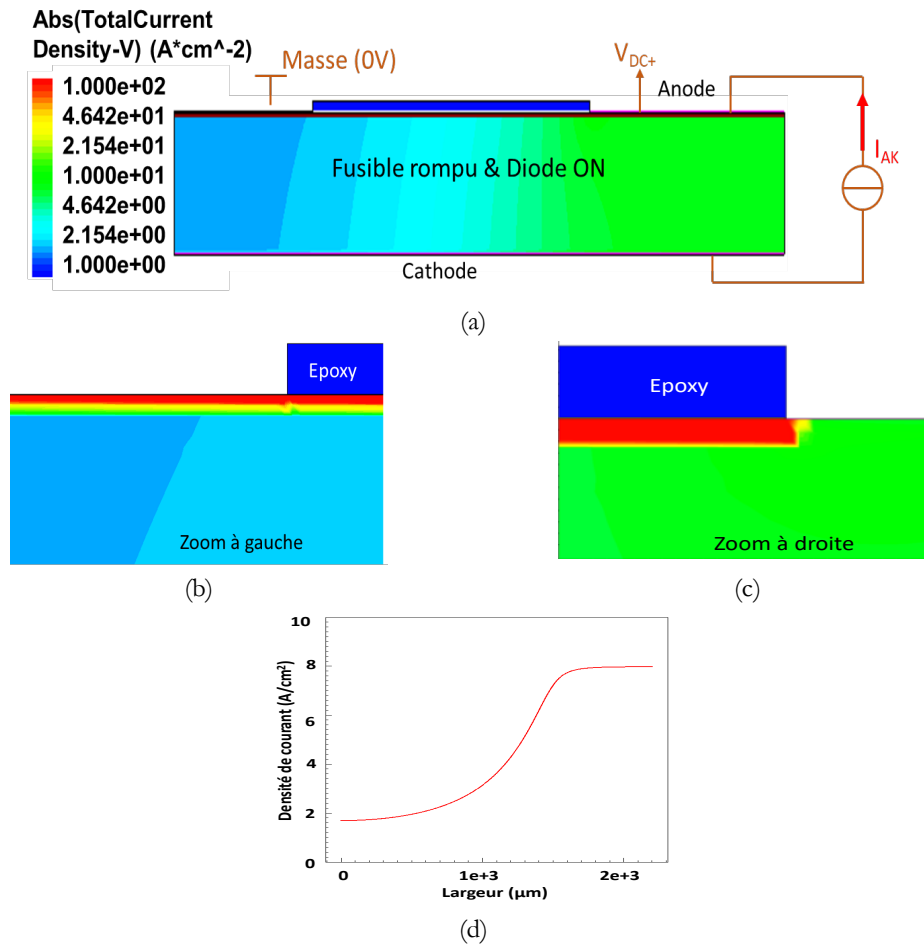 Abs(TotalCurrent
Density-V) (A*cm^-2)
1.000e+02
4.642e+01
2.154e+01
1.000e+01
4.642e+00
2.154e+00
1.000e+00
Masse (0V)
V_DC+
Anode
I_AK
Fusible rompu & Diode ON
Cathode
(a)
Epoxy
Zoom à gauche
(b)
Epoxy
Zoom à droite
(c)
Densité de courant (A/cm²)
10
8
6
4
2
0
0
1e+3
2e+3
Largeur (µm)
(d)